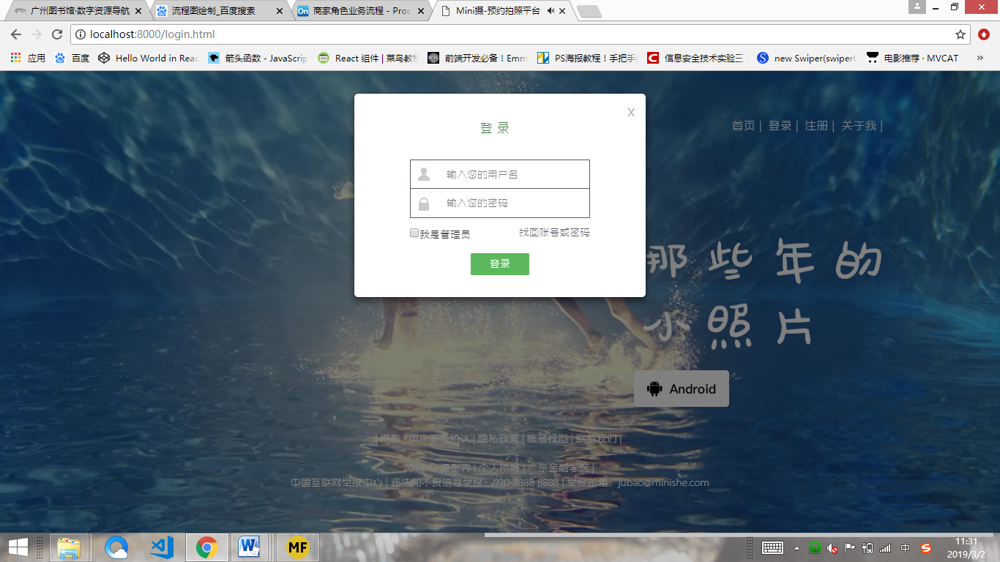 广州图书馆·数字资源导航
流程图绘制_百度搜索
On 商家角色业务流程 - Proc
Mini摄-预约拍照平台
localhost:8000/login.html
应用 百度 Hello World in Reac 箭头函数 - JavaScrip React 组件 | 菜鸟教程 前端开发必备！Emm PS海报教程！手把手 信息安全技术实验三 new Swiper(swiperC 电影推荐 · MVCAT »
X
登 录
首页 | 登录 | 注册 | 关于我 |
输入您的用户名
输入您的密码
我是管理员 找回账号或密码
登录
那些年的
小照片
Android
| 摄影 | 用户服务协议 | 隐私政策 | 账号找回 | 联系我们 |
© 摄影界 | 个人所有 | 广东金融学院 |
中国互联网举报中心 | 违法和不良信息举报：020-8888 8888 | 举报邮箱：jubao@minishe.com
MF
中
11:31
2019/3/2